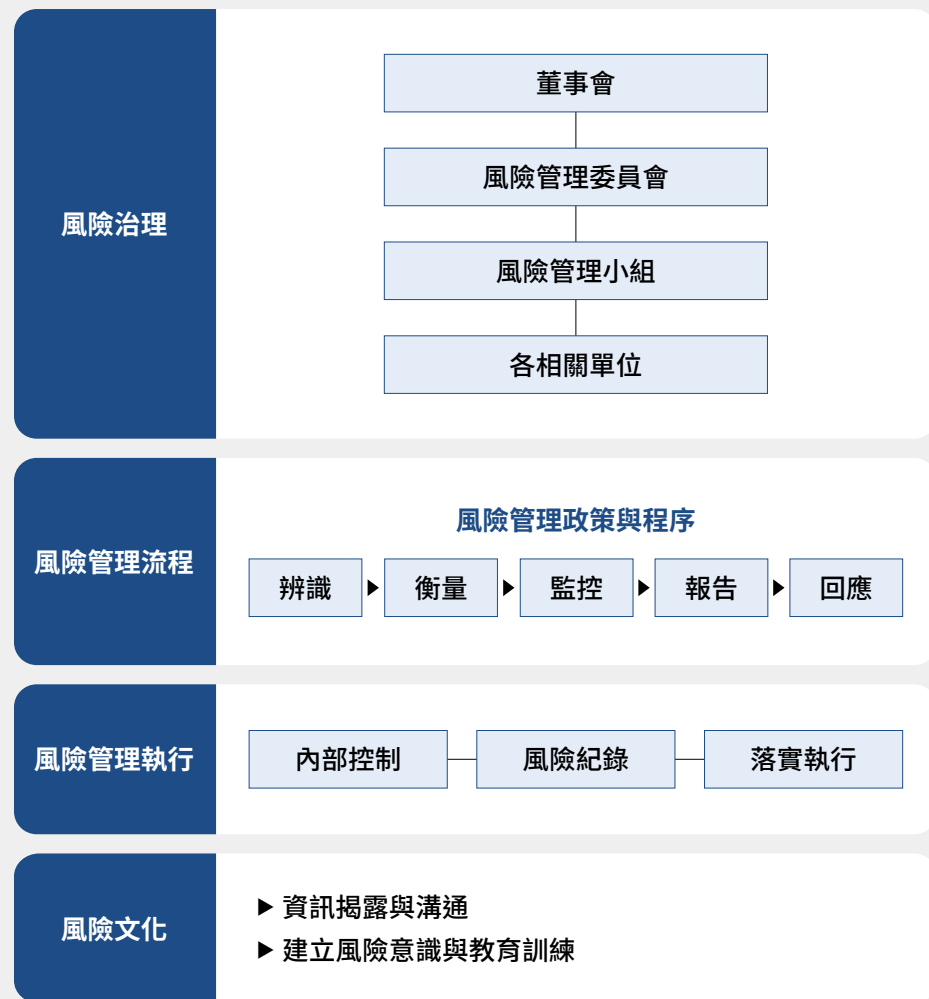 風險治理
董事會
風險管理委員會
風險管理小組
各相關單位
風險管理流程
風險管理政策與程序
辨識 ▶ 衡量 ▶ 監控 ▶ 報告 ▶ 回應
風險管理執行
內部控制 風險紀錄 落實執行
風險文化
▶ 資訊揭露與溝通
▶ 建立風險意識與教育訓練